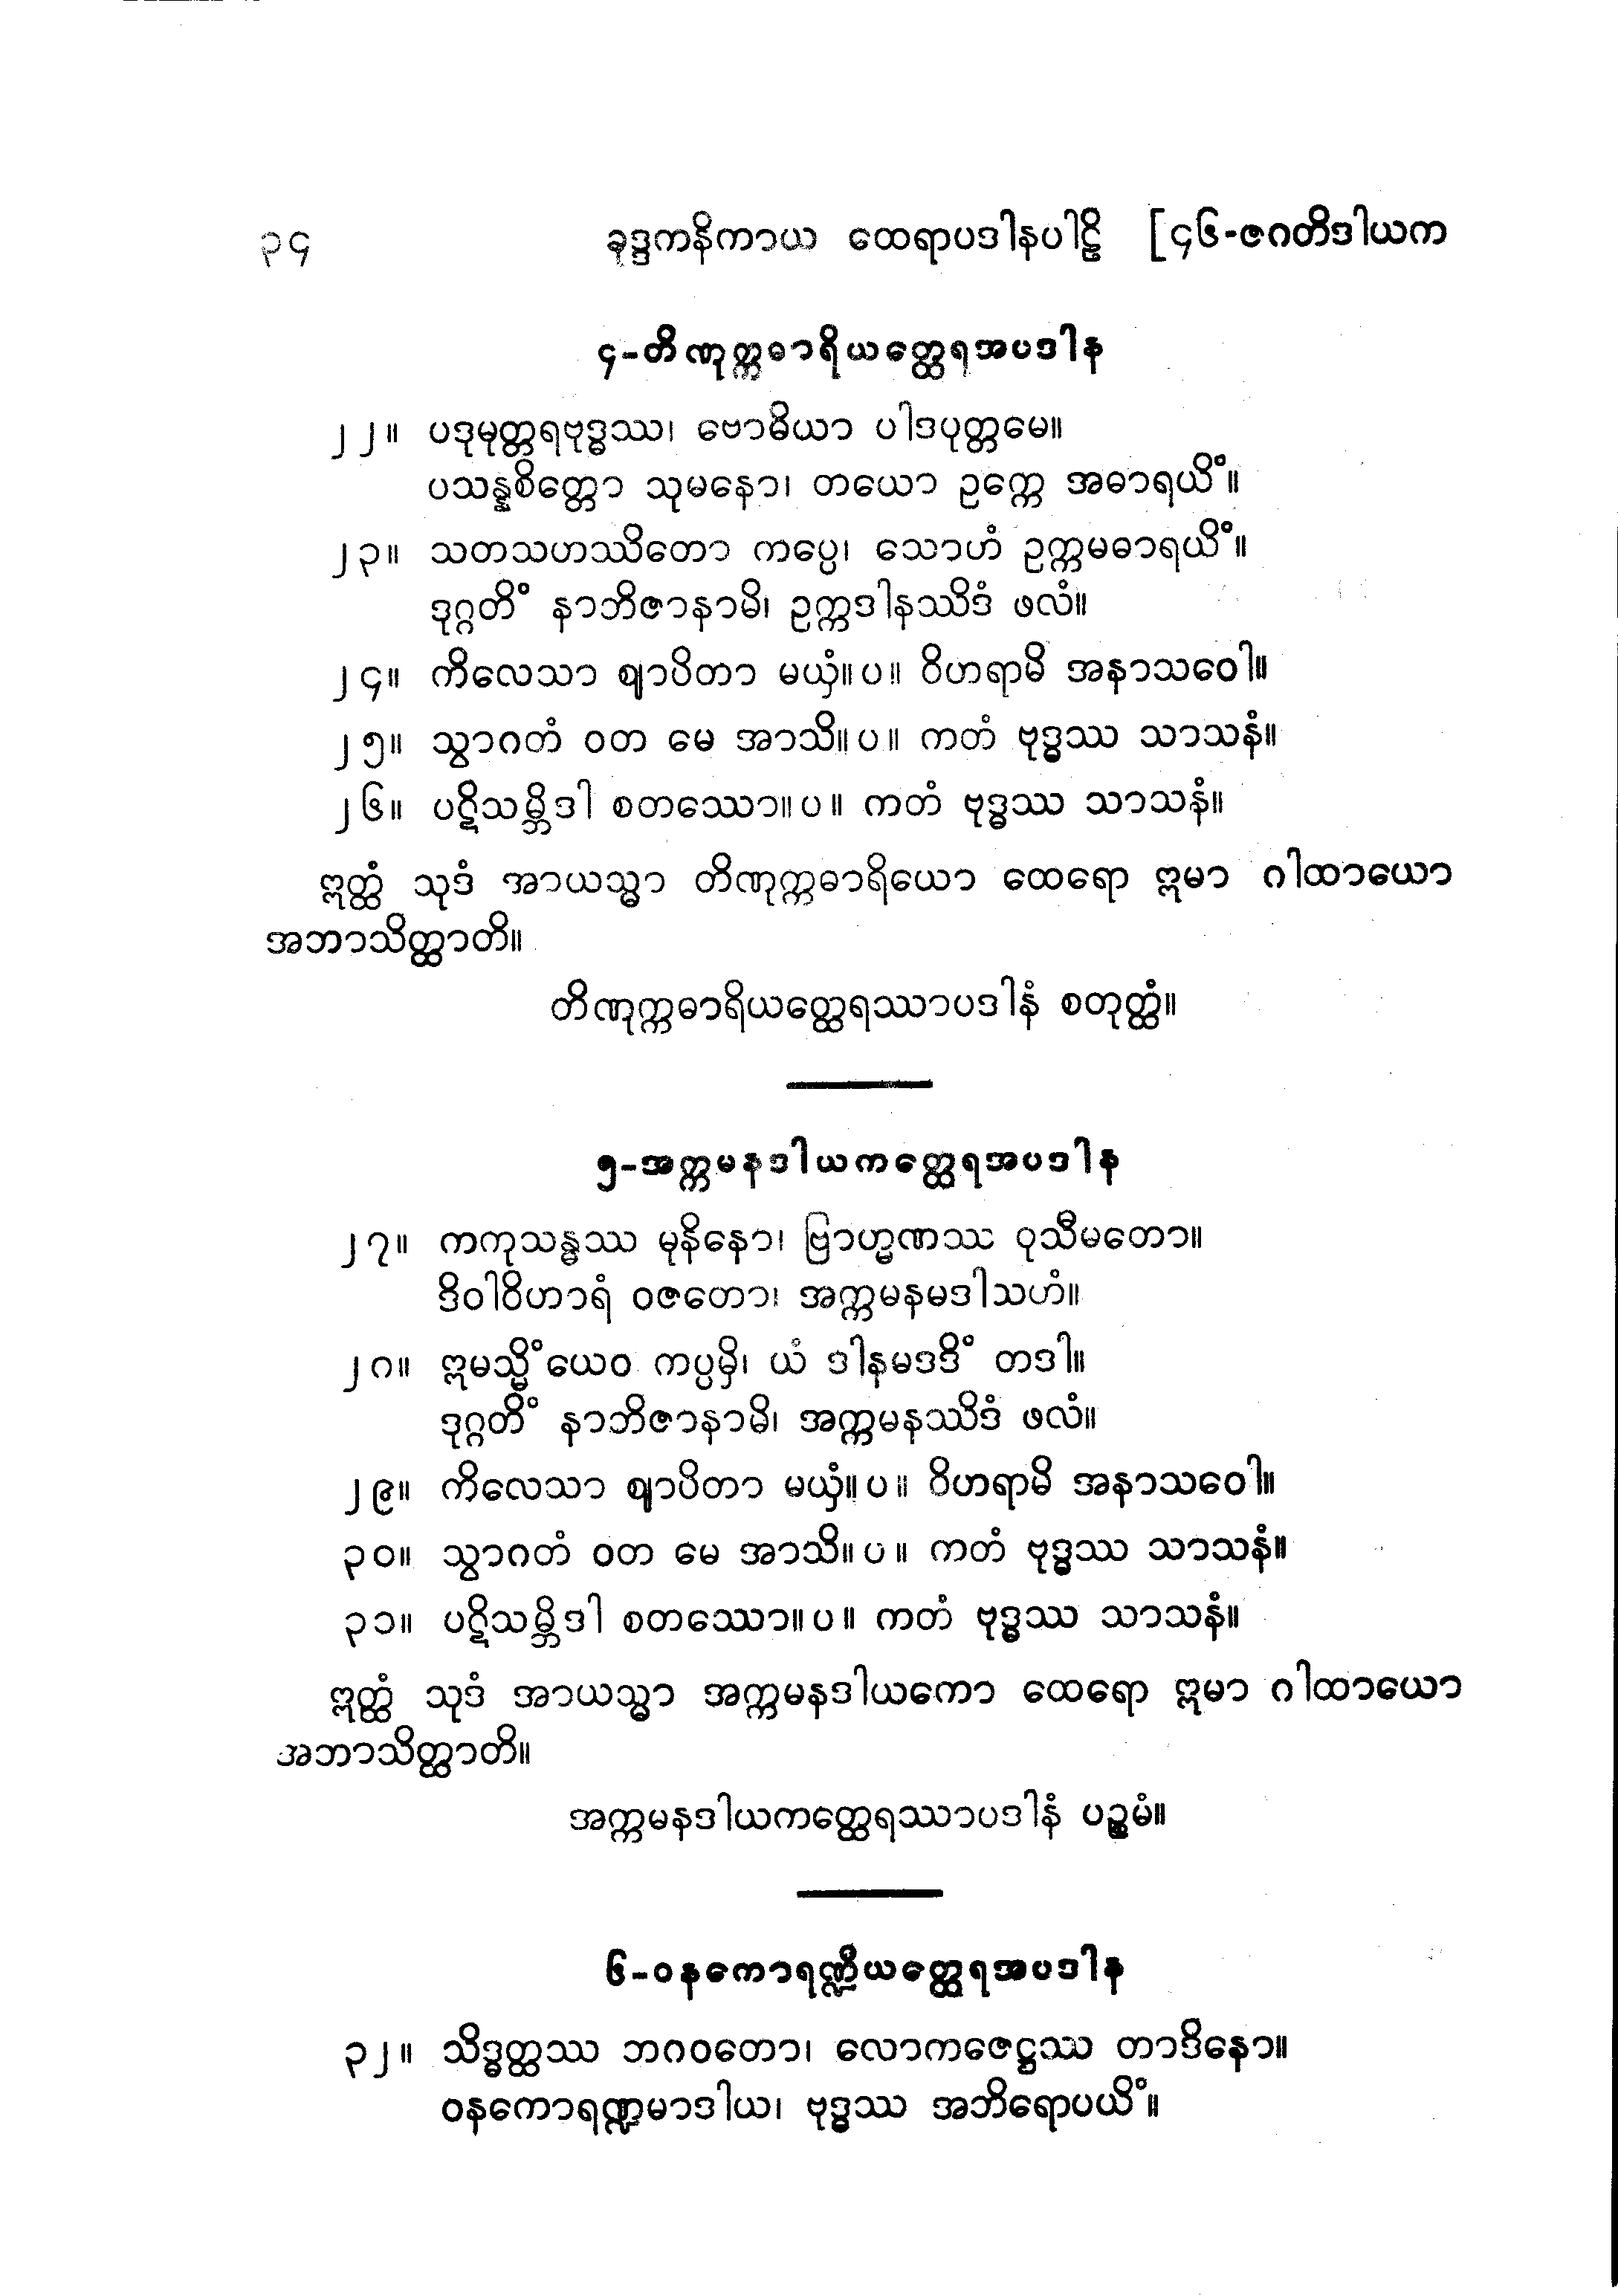 ၃၄ ခုဒ္ဒကနိကာယ ထေရာပဒါနပါဠိ [၄၆-ဇဂတိဒါယက
၄-တိဏုက္ကဓာရိယတ္ထေရအပဒါန
၂၂။ ပဒုမုတ္တရဗုဒ္ဓဿ၊ ဗောဓိယာ ပါဒပုတ္တမေ။
ပသန္နစိတ္တော သုမနော၊ တယော ဥက္ကေ အဓာရယိံ။
၂၃။ သတသဟဿိတော ကပ္ပေ၊ သောဟံ ဥက္ကမဓာရယိံ။
ဒုဂ္ဂတိံ နာဘိဇာနာမိ၊ ဥက္ကဒါနဿိဒံ ဖလံ။
၂၄။ ကိလေသာ ဈာပိတာ မယှံ။ပ။ ဝိဟရာမိ အနာသဝေါ။
၂၅။ သွာဂတံ ဝတ မေ အာသိ။ပ။ ကတံ ဗုဒ္ဓဿ သာသနံ။
၂၆။ ပဋိသမ္ဘိဒါ စတဿော။ပ။ ကတံ ဗုဒ္ဓဿ သာသနံ။
ဣတ္ထံ သုဒံ အာယသ္မာ တိဏုက္ကဓာရိယော ထေရော ဣမာ ဂါထာယော
အဘာသိတ္ထာတိ။
တိဏုက္ကဓာရိယတ္ထေရဿာပဒါနံ စတုတ္ထံ။
၅-အက္ကမနဒါယကတ္ထေရအပဒါန
၂၇။ ကကုသန္ဓဿ မုနိနော၊ ဗြာဟ္မဏဿ ဝုသီမတော။
ဒိဝါဝိဟာရံ ဝဇတော၊ အက္ကမနမဒါသဟံ။
၂၈။ ဣမသ္မိံယေဝ ကပ္ပမှိ၊ ယံ ဒါနမဒဒိံ တဒါ။
ဒုဂ္ဂတိံ နာဘိဇာနာမိ၊ အက္ကမနဿိဒံ ဖလံ။
၂၉။ ကိလေသာ ဈာပိတာ မယှံ။ပ။ ဝိဟရာမိ အနာသဝေါ။
၃၀။ သွာဂတံ ဝတ မေ အာသိ။ပ။ ကတံ ဗုဒ္ဓဿ သာသနံ။
၃၁။ ပဋိသမ္ဘိဒါ စတဿော။ပ။ ကတံ ဗုဒ္ဓဿ သာသနံ။
ဣတ္ထံ သုဒံ အာယသ္မာ အက္ကမနဒါယကော ထေရော ဣမာ ဂါထာယော
အဘာသိတ္ထာတိ။
အက္ကမနဒါယကတ္ထေရဿာပဒါနံ ပဉ္စမံ။
၆-ဝနကောရဏ္ဍိယတ္ထေရအပဒါန
၃၂။ သိဒ္ဓတ္ထဿ ဘဂဝတော၊ လောကဇေဋ္ဌဿ တာဒိနော။
ဝနကောရဏ္ဍမာဒါယ၊ ဗုဒ္ဓဿ အဘိရောပယိံ။